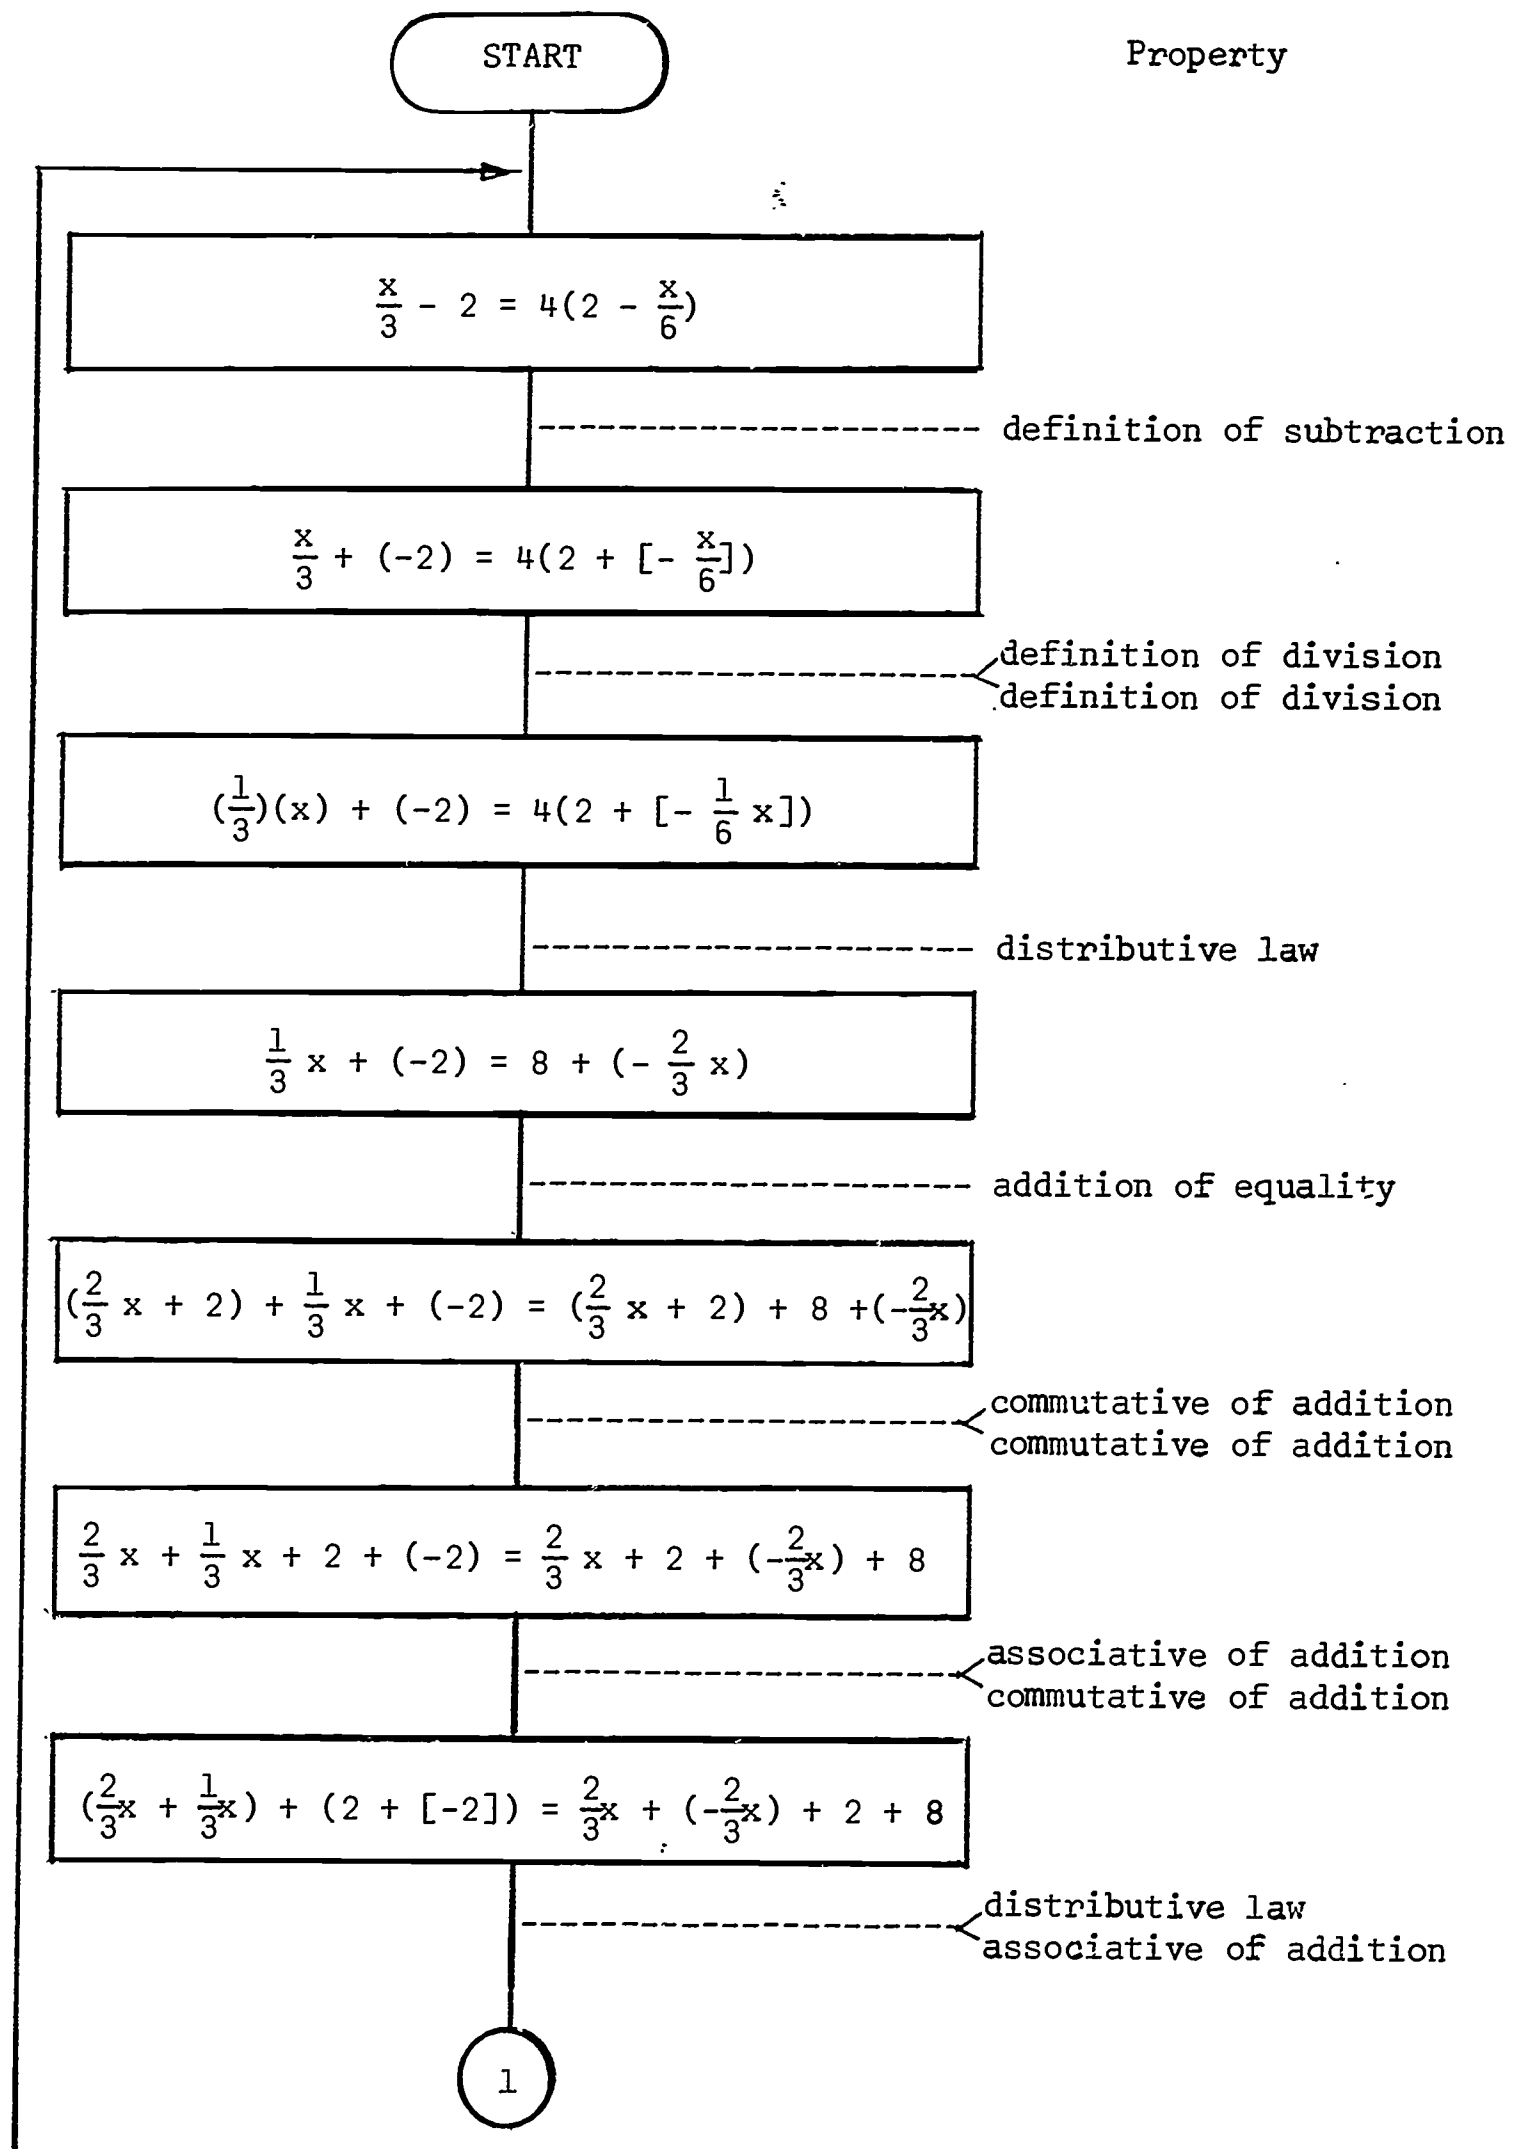 START
Property
x/3 - 2 = 4(2 - x/6)
definition of subtraction
x/3 + (-2) = 4(2 + [- x/6])
definition of division
definition of division
(1/3)(x) + (-2) = 4(2 + [- 1/6 x])
distributive law
1/3 x + (-2) = 8 + (- 2/3 x)
addition of equality
(2/3 x + 2) + 1/3 x + (-2) = (2/3 x + 2) + 8 +(-2/3x)
commutative of addition
commutative of addition
2/3 x + 1/3 x + 2 + (-2) = 2/3 x + 2 + (-2/3x) + 8
associative of addition
commutative of addition
(2/3x + 1/3x) + (2 + [-2]) = 2/3x + (-2/3x) + 2 + 8
distributive law
associative of addition
1